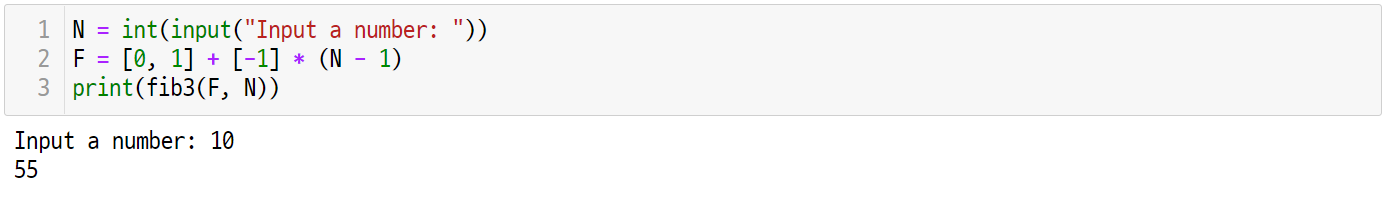 1 N = int(input("Input a number: "))
2 F = [0, 1] + [-1] * (N - 1)
3 print(fib3(F, N))
Input a number: 10
55